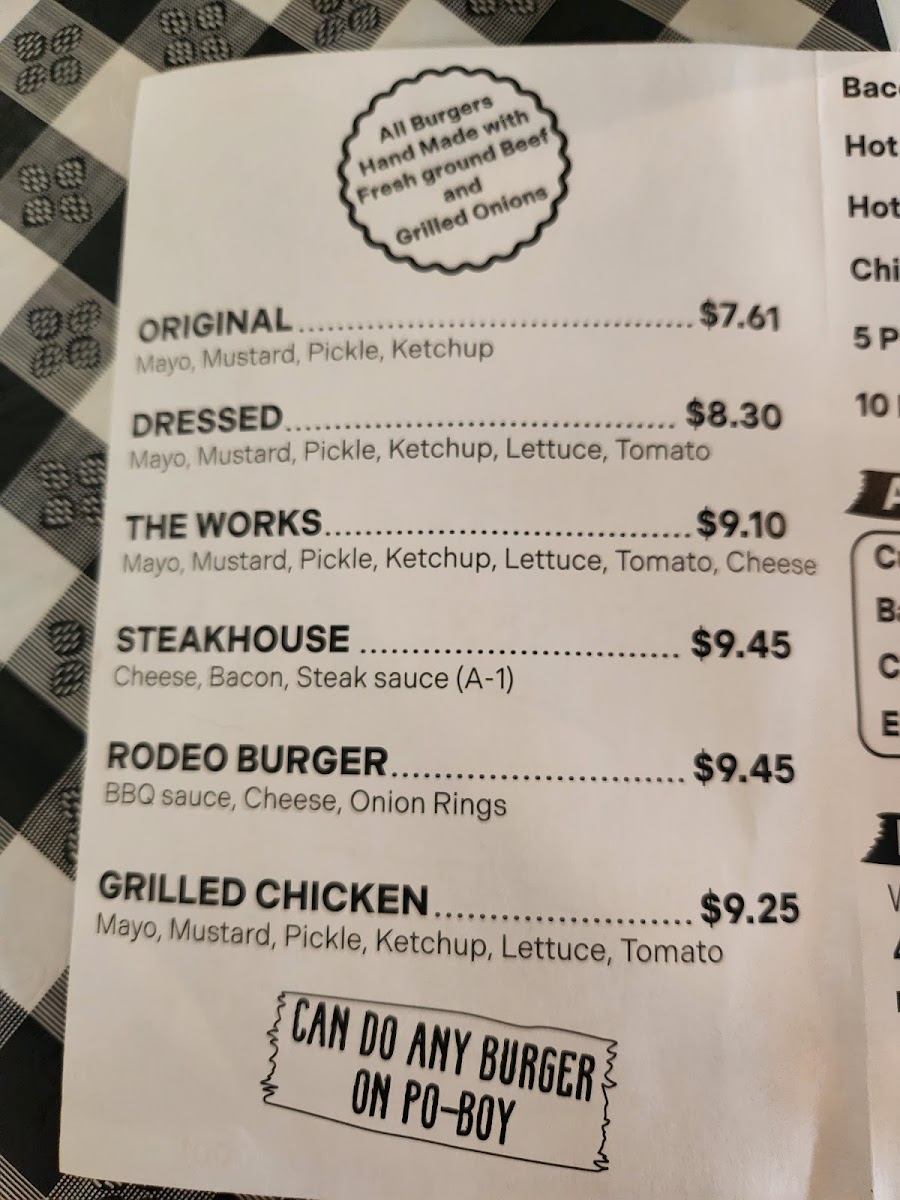 All Burgers
Hand Made with
Fresh ground Beef
and
Grilled Onions
ORIGINAL........................................$7.61
Mayo, Mustard, Pickle, Ketchup
DRESSED.......................................$8.30
Mayo, Mustard, Pickle, Ketchup, Lettuce, Tomato
THE WORKS....................................$9.10
Mayo, Mustard, Pickle, Ketchup, Lettuce, Tomato, Cheese
STEAKHOUSE ...............................$9.45
Cheese, Bacon, Steak sauce (A-1)
RODEO BURGER............................$9.45
BBQ sauce, Cheese, Onion Rings
GRILLED CHICKEN........................$9.25
Mayo, Mustard, Pickle, Ketchup, Lettuce, Tomato
CAN DO ANY BURGER
ON PO-BOY
Hot
Hot
5 P
10